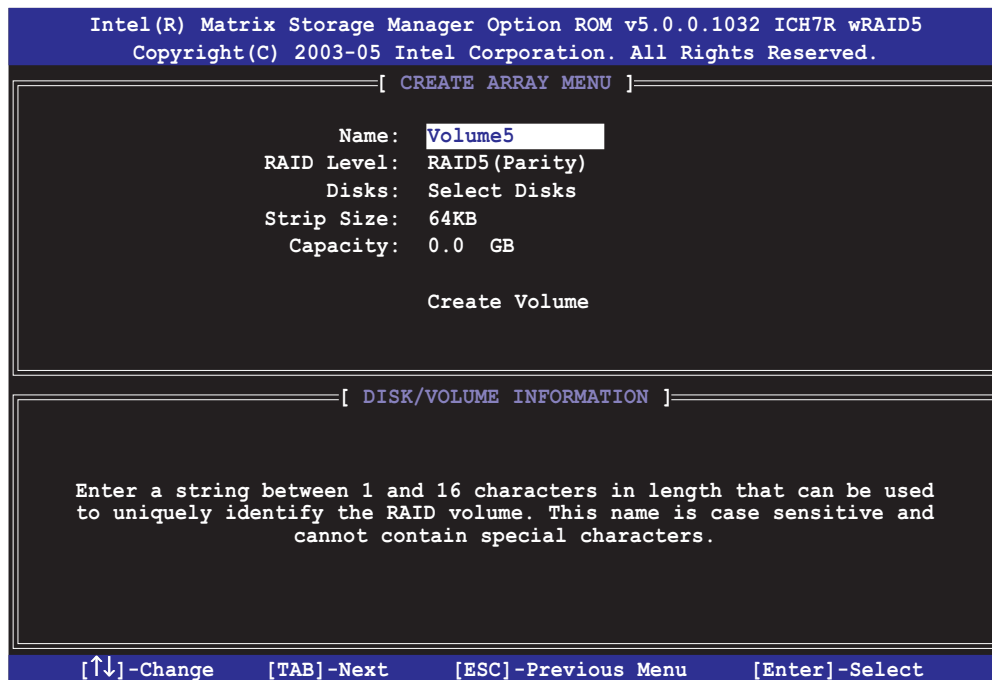 Intel(R) Matrix Storage Manager Option ROM v5.0.0.1032 ICH7R wRAID5
Copyright(C) 2003-05 Intel Corporation. All Rights Reserved.
[ CREATE ARRAY MENU ]
Name: Volume5
RAID Level: RAID5(Parity)
Disks: Select Disks
Strip Size: 64KB
Capacity: 0.0 GB
Create Volume
[ DISK/VOLUME INFORMATION ]
Enter a string between 1 and 16 characters in length that can be used
to uniquely identify the RAID volume. This name is case sensitive and
cannot contain special characters.
[↑↓]-Change [TAB]-Next [ESC]-Previous Menu [Enter]-Select